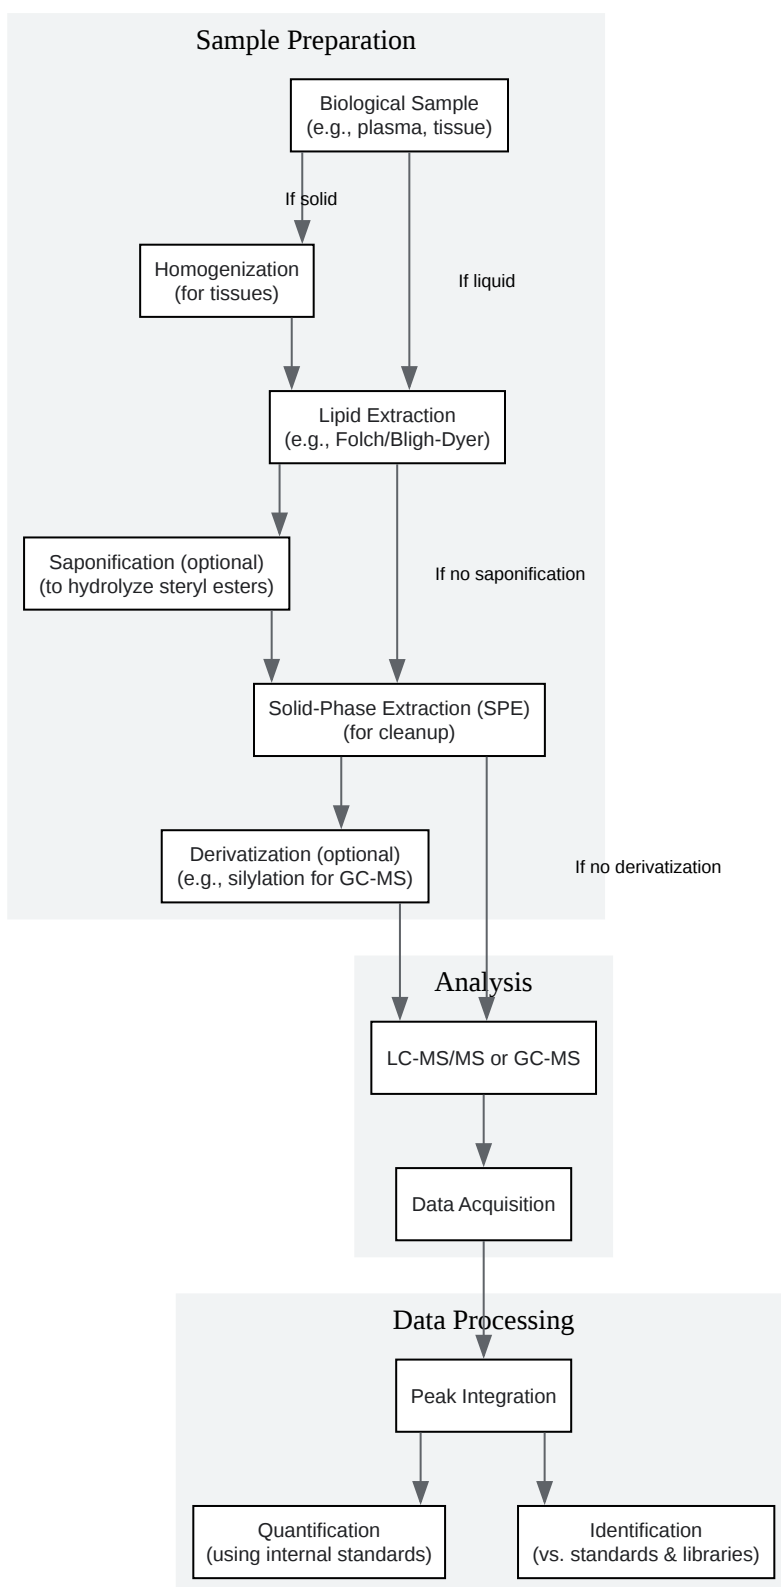 Sample Preparation
Biological Sample
(e.g., plasma, tissue)
If solid
Homogenization
(for tissues)
If liquid
Lipid Extraction
(e.g., Folch/Bligh-Dyer)
Saponification (optional)
(to hydrolyze steryl esters)
If no saponification
Solid-Phase Extraction (SPE)
(for cleanup)
Derivatization (optional)
(e.g., silylation for GC-MS)
If no derivatization
Analysis
LC-MS/MS or GC-MS
Data Acquisition
Data Processing
Peak Integration
Quantification
(using internal standards)
Identification
(vs. standards & libraries)